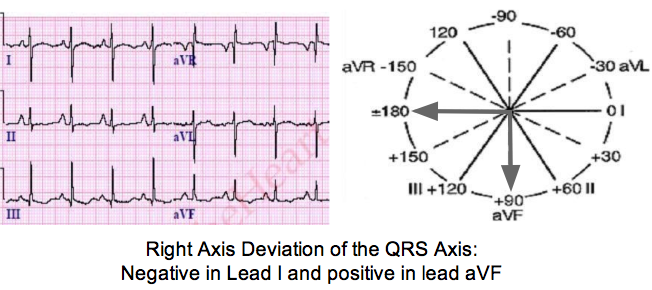 I aVR
II aVL
III aVF
-90
120 -60
aVR -150 -30 aVL
±180 0 I
+150 +30
III +120 +60 II
+90
aVF
Right Axis Deviation of the QRS Axis:
Negative in Lead I and positive in lead aVF